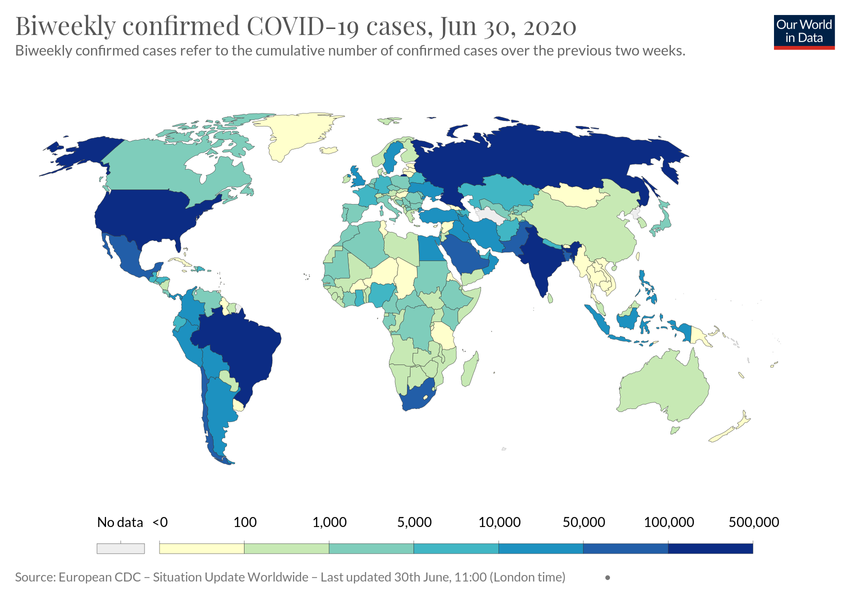 Biweekly confirmed COVID-19 cases, Jun 30, 2020
Biweekly confirmed cases refer to the cumulative number of confirmed cases over the previous two weeks.
Our World
in Data
No data <0 100 1,000 5,000 10,000 50,000 100,000 500,000
Source: European CDC – Situation Update Worldwide – Last updated 30th June, 11:00 (London time) •